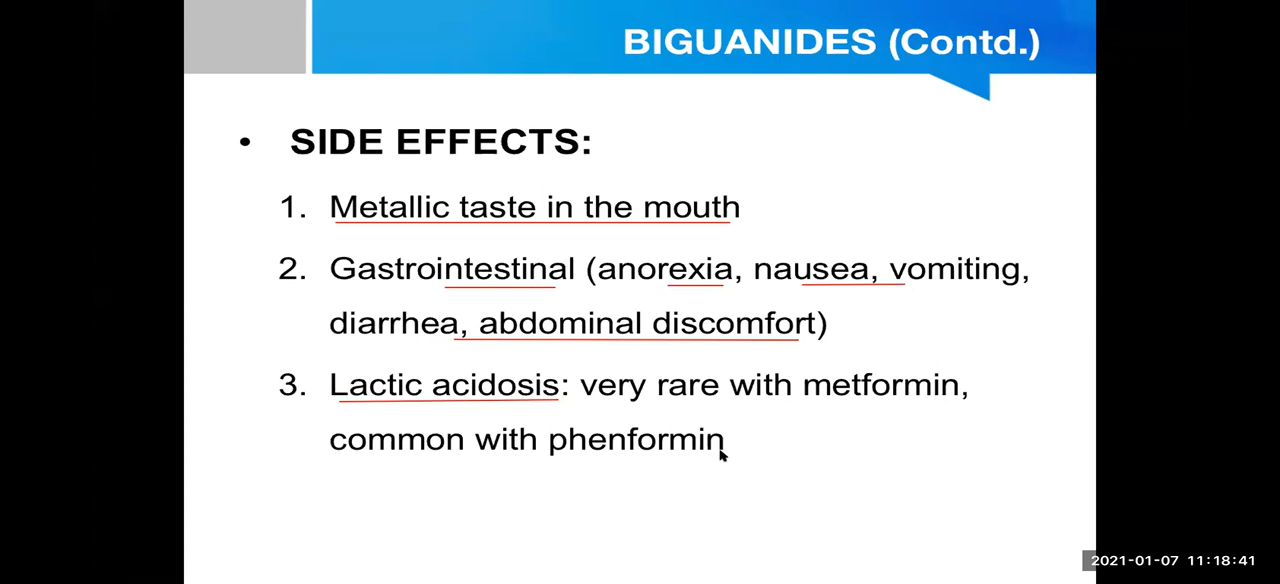 BIGUANIDES (Contd.)
• SIDE EFFECTS:
1. Metallic taste in the mouth
2. Gastrointestinal (anorexia, nausea, vomiting,
diarrhea, abdominal discomfort)
3. Lactic acidosis: very rare with metformin,
common with phenformin
2021-01-07 11:18:41